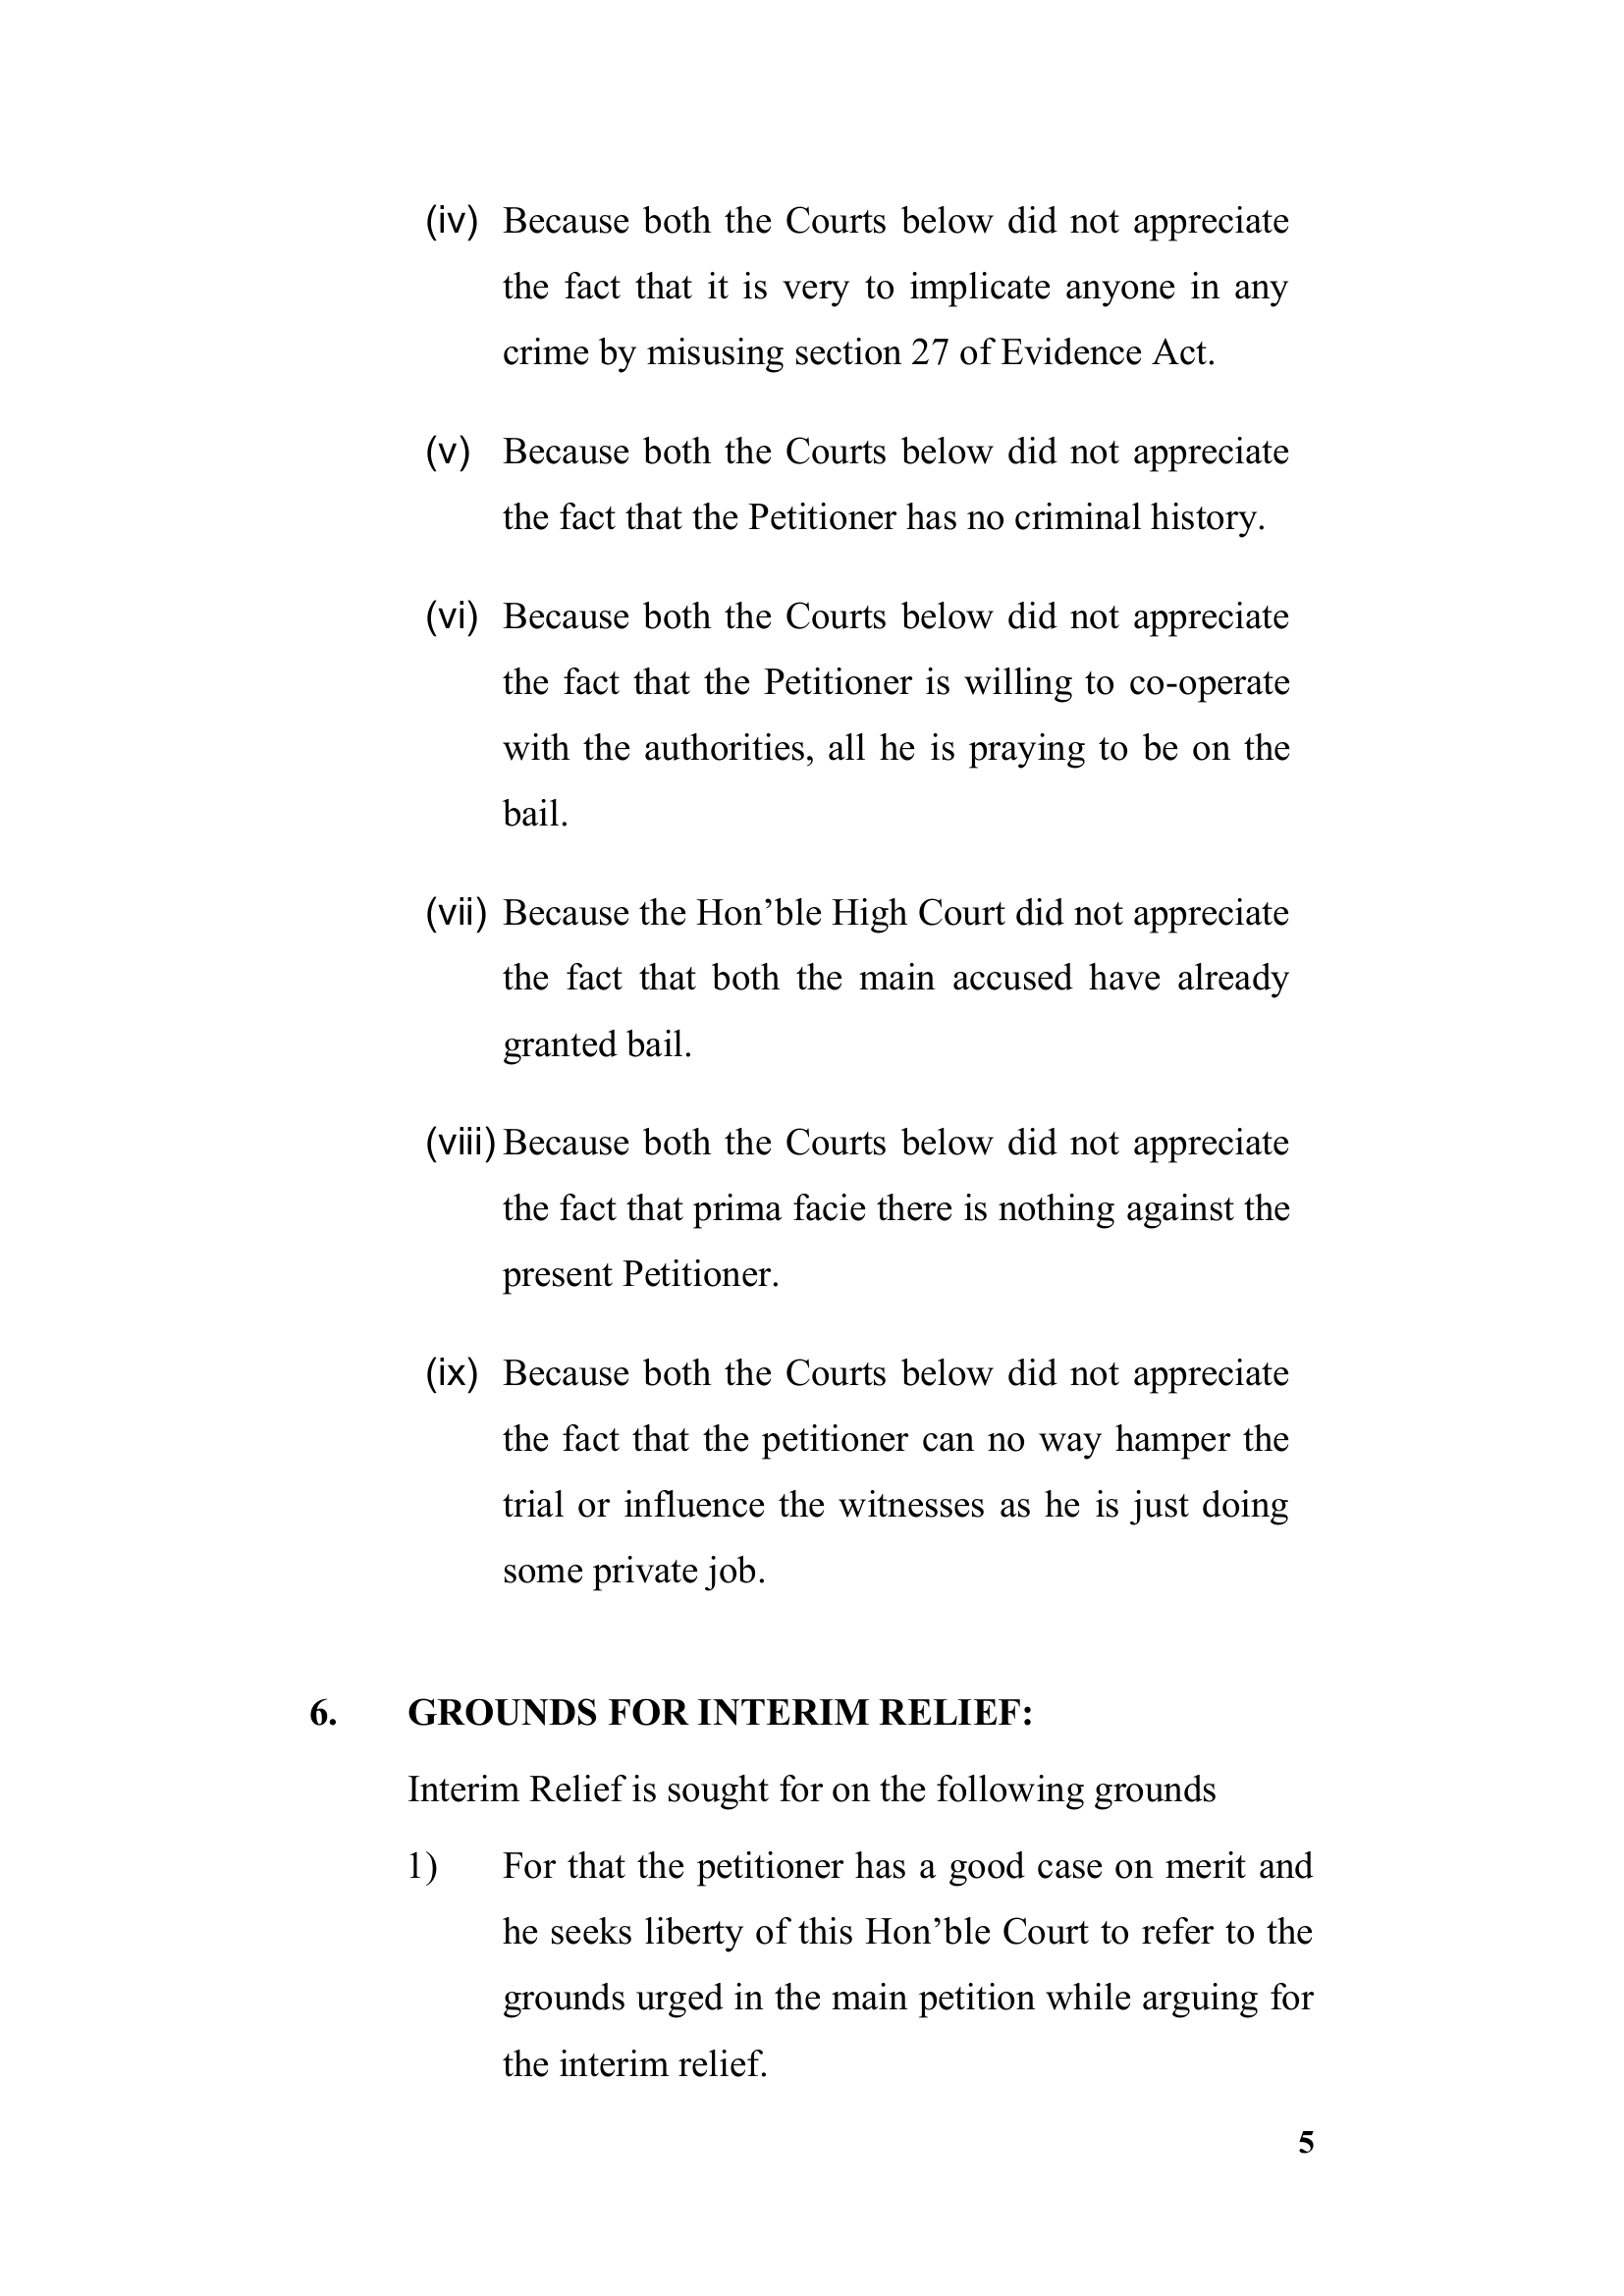 (iv) Because both the Courts below did not appreciate
the fact that it is very to implicate anyone in any
crime by misusing section 27 of Evidence Act.
(v) Because both the Courts below did not appreciate
the fact that the Petitioner has no criminal history.
(vi) Because both the Courts below did not appreciate
the fact that the Petitioner is willing to co-operate
with the authorities, all he is praying to be on the
bail.
(vii) Because the Hon’ble High Court did not appreciate
the fact that both the main accused have already
granted bail.
(viii) Because both the Courts below did not appreciate
the fact that prima facie there is nothing against the
present Petitioner.
(ix) Because both the Courts below did not appreciate
the fact that the petitioner can no way hamper the
trial or influence the witnesses as he is just doing
some private job.
6. GROUNDS FOR INTERIM RELIEF:
Interim Relief is sought for on the following grounds
1) For that the petitioner has a good case on merit and
he seeks liberty of this Hon’ble Court to refer to the
grounds urged in the main petition while arguing for
the interim relief.
5